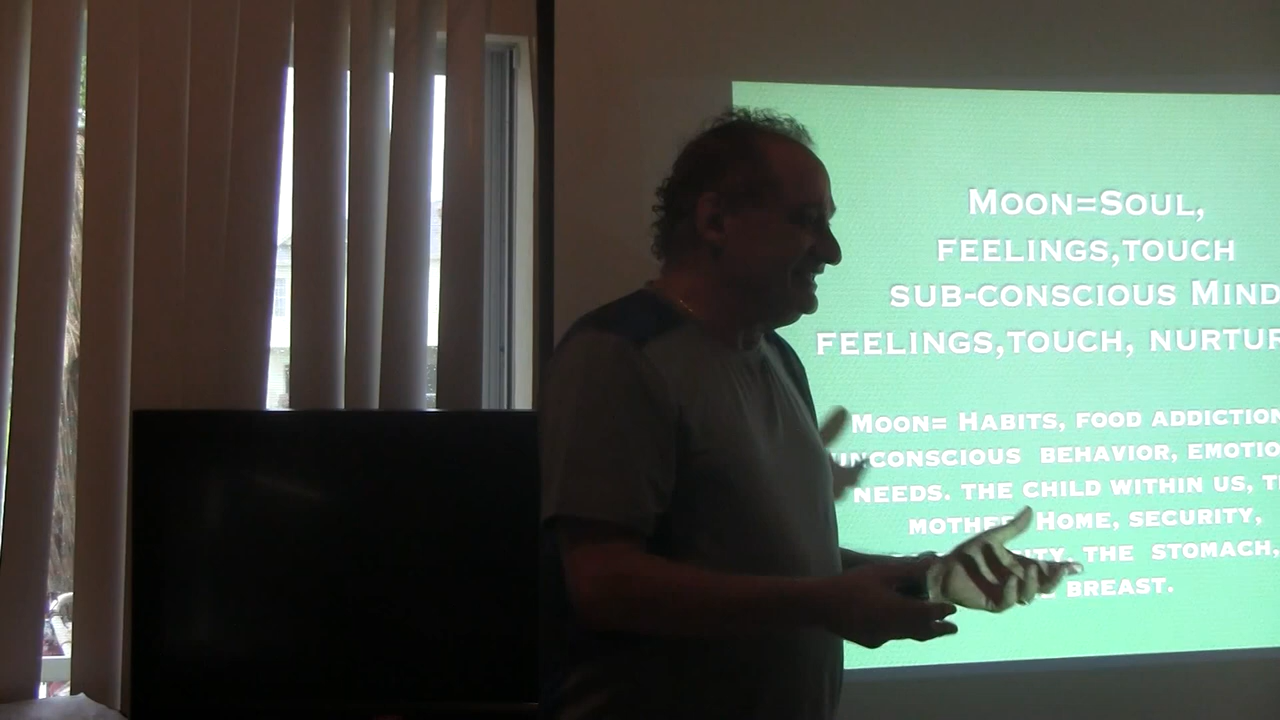 Moon=Soul,
FEELINGS,TOUCH
SUB-CONSCIOUS MIND
FEELINGS,TOUCH, NURTUR
Moon= Habits, FOOD ADDICTION
UNCONSCIOUS BEHAVIOR, EMOTIO
NEEDS. THE CHILD WITHIN US, T
MOTHER, HOME, SECURITY,
THE STOMACH,
BREAST.